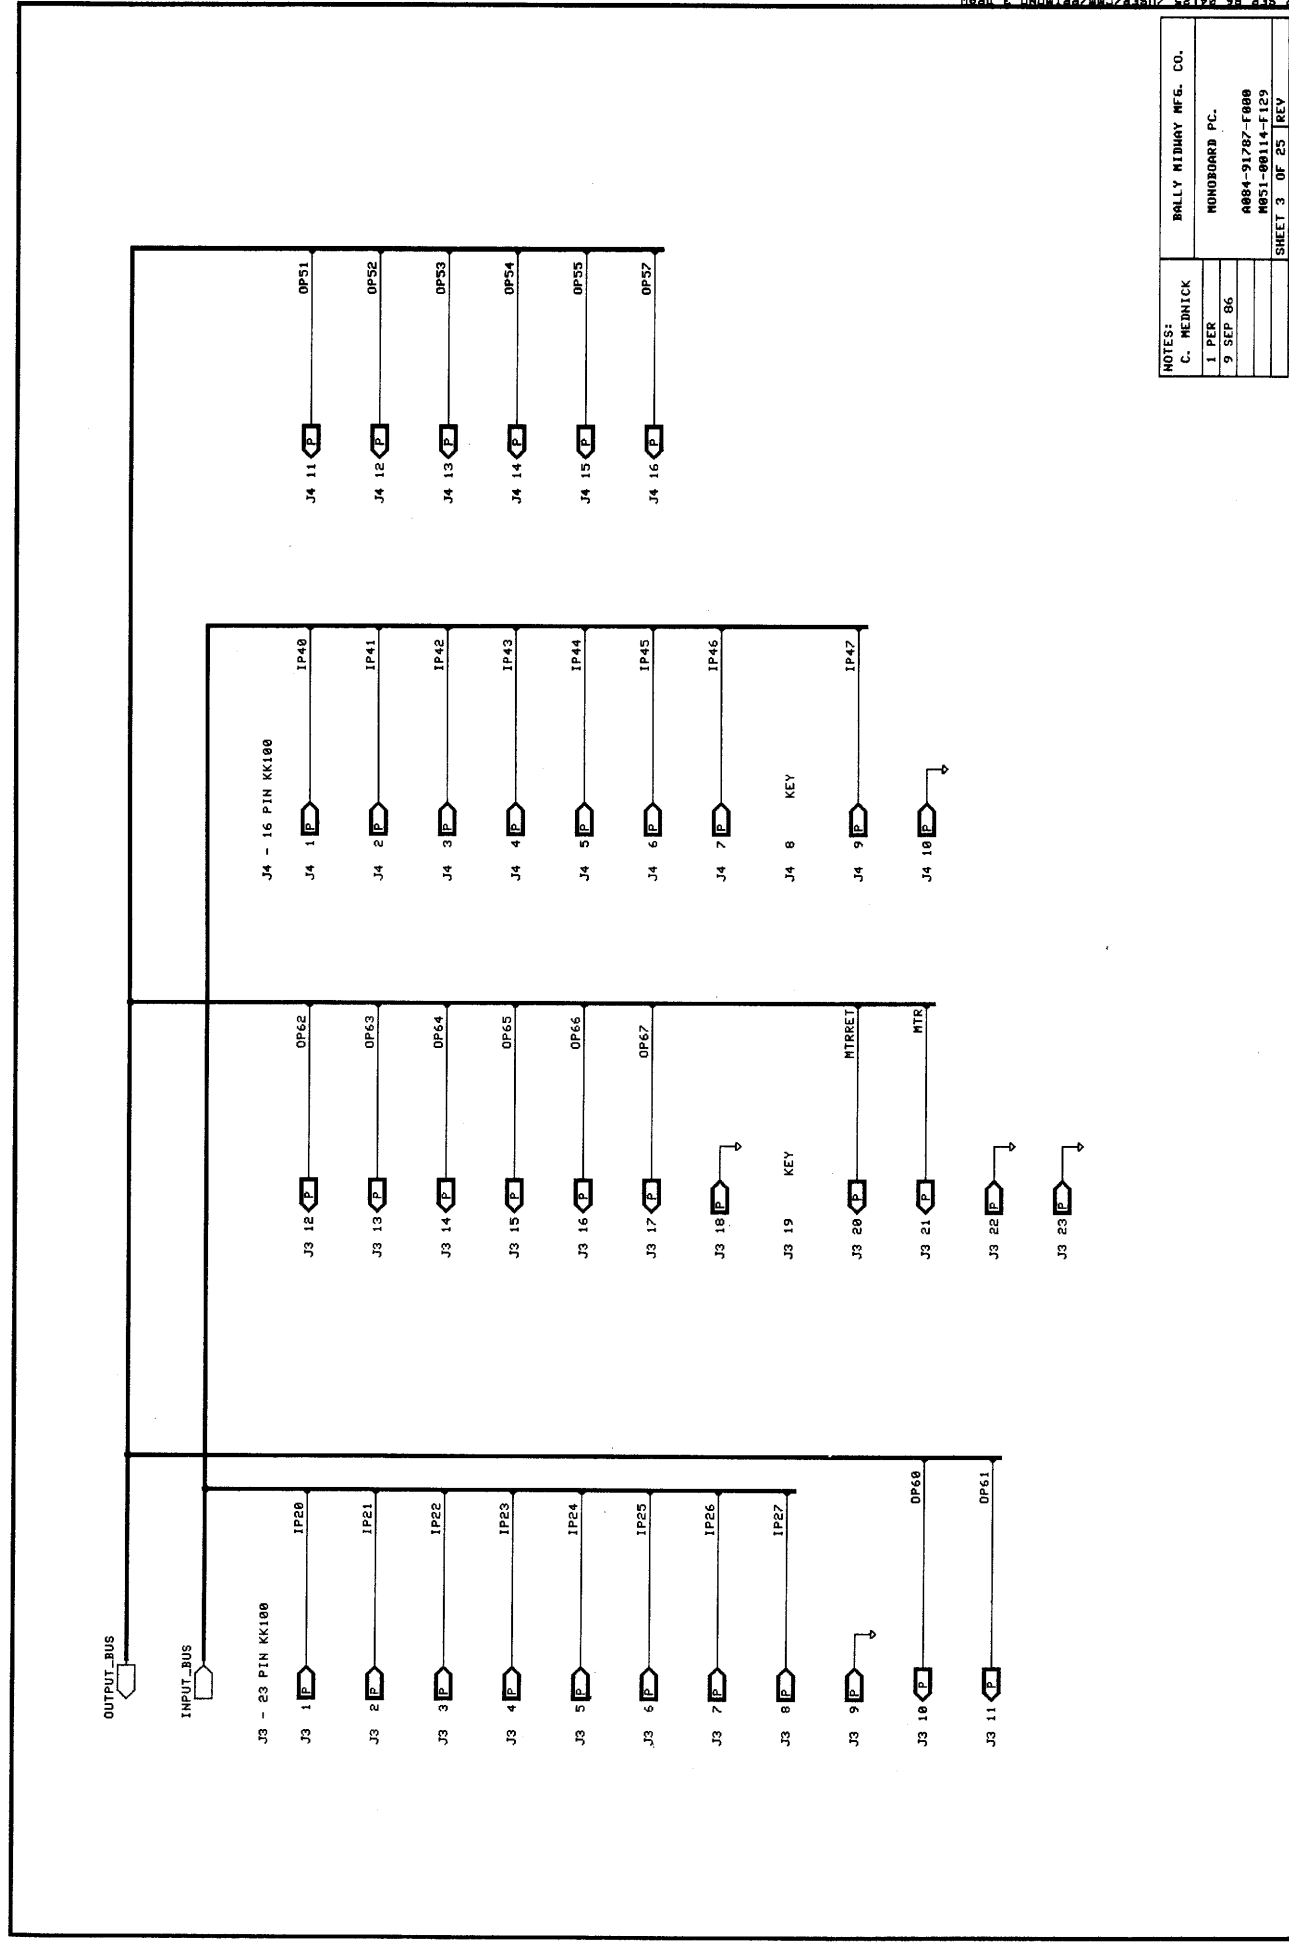 OUTPUT_BUS
INPUT_BUS
J3 - 23 PIN KK100
J3 1 P IP20
J3 2 P IP21
J3 3 P IP22
J3 4 P IP23
J3 5 P IP24
J3 6 P IP25
J3 7 P IP26
J3 8 P IP27
J3 9 P
J3 10 P OP60
J3 11 P OP61
J3 12 P OP62
J3 13 P OP63
J3 14 P OP64
J3 15 P OP65
J3 16 P OP66
J3 17 P OP67
J3 18 P
J3 19 KEY
J3 20 P MTRRET
J3 21 P MTR
J3 22 P
J3 23 P
J4 - 16 PIN KK100
J4 1 P IP40
J4 2 P IP41
J4 3 P IP42
J4 4 P IP43
J4 5 P IP44
J4 6 P IP45
J4 7 P IP46
J4 8 KEY
J4 9 P IP47
J4 10 P
J4 11 P OP51
J4 12 P OP52
J4 13 P OP53
J4 14 P OP54
J4 15 P OP55
J4 16 P OP57
NOTES:
C. MEDNICK
1 PER
9 SEP 86
BALLY MIDWAY MFG. CO.
MONOBOARD PC.
A084-91787-F000
M051-00114-F129
SHEET 3 OF 25 REV